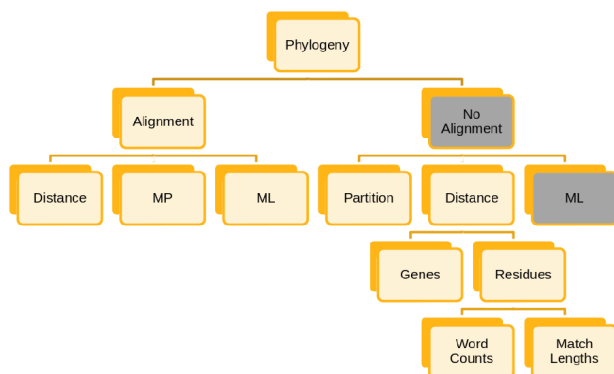 Phylogeny
Alignment
No
Alignment
Distance
MP
ML
Partition
Distance
ML
Genes
Residues
Word
Counts
Match
Lengths